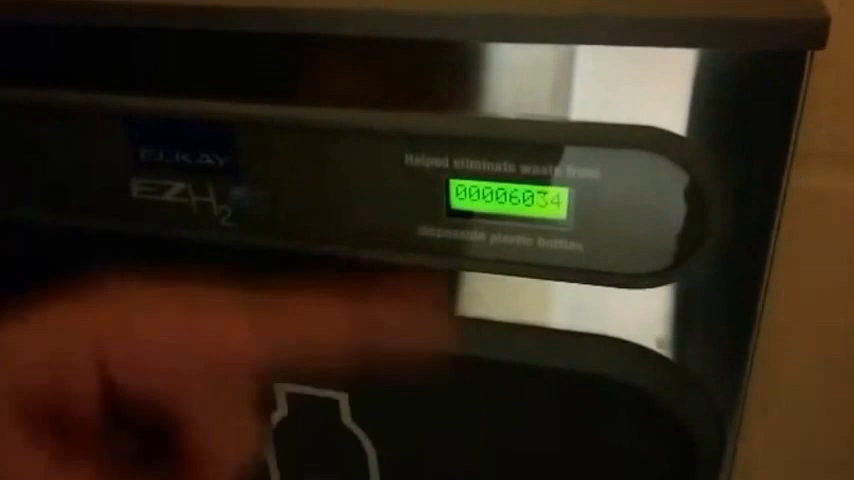 ELKAY
EZH2O
Helped eliminate waste from
00006034
disposable plastic bottles